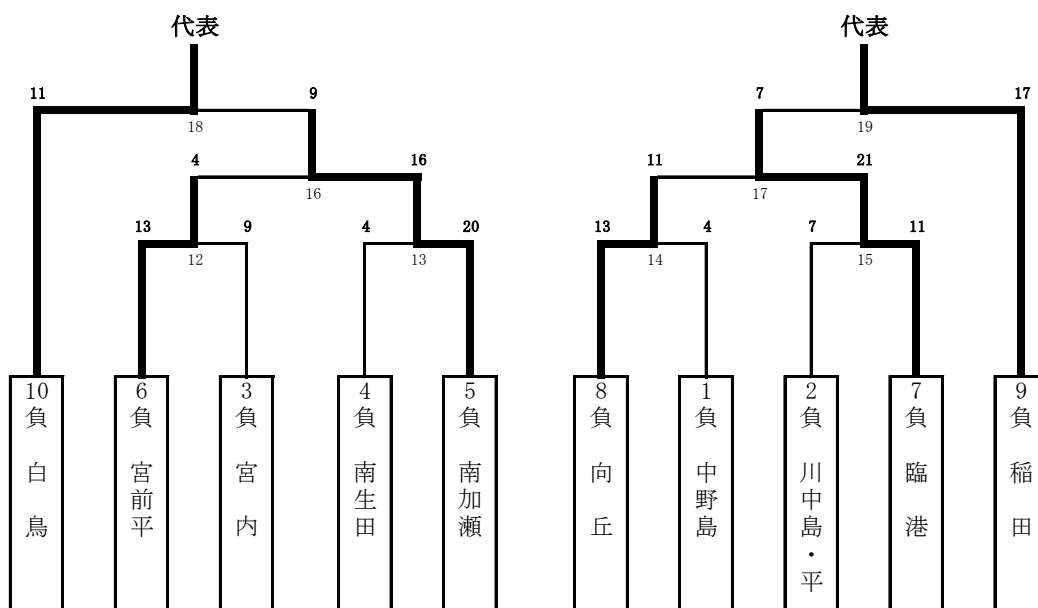 代表 代表
11 9 7 17
18 19
4 16 11 21
16 17
13 9 4 20 13 4 7 11
12 13 14 15
10 6 3 4 5 8 1 2 7 9
負 負 負 負 負 負 負 負 負 負
白鳥
宮前平
宮内
南生田
南加瀬
向丘
中野島
川中島・平
臨港
稲田